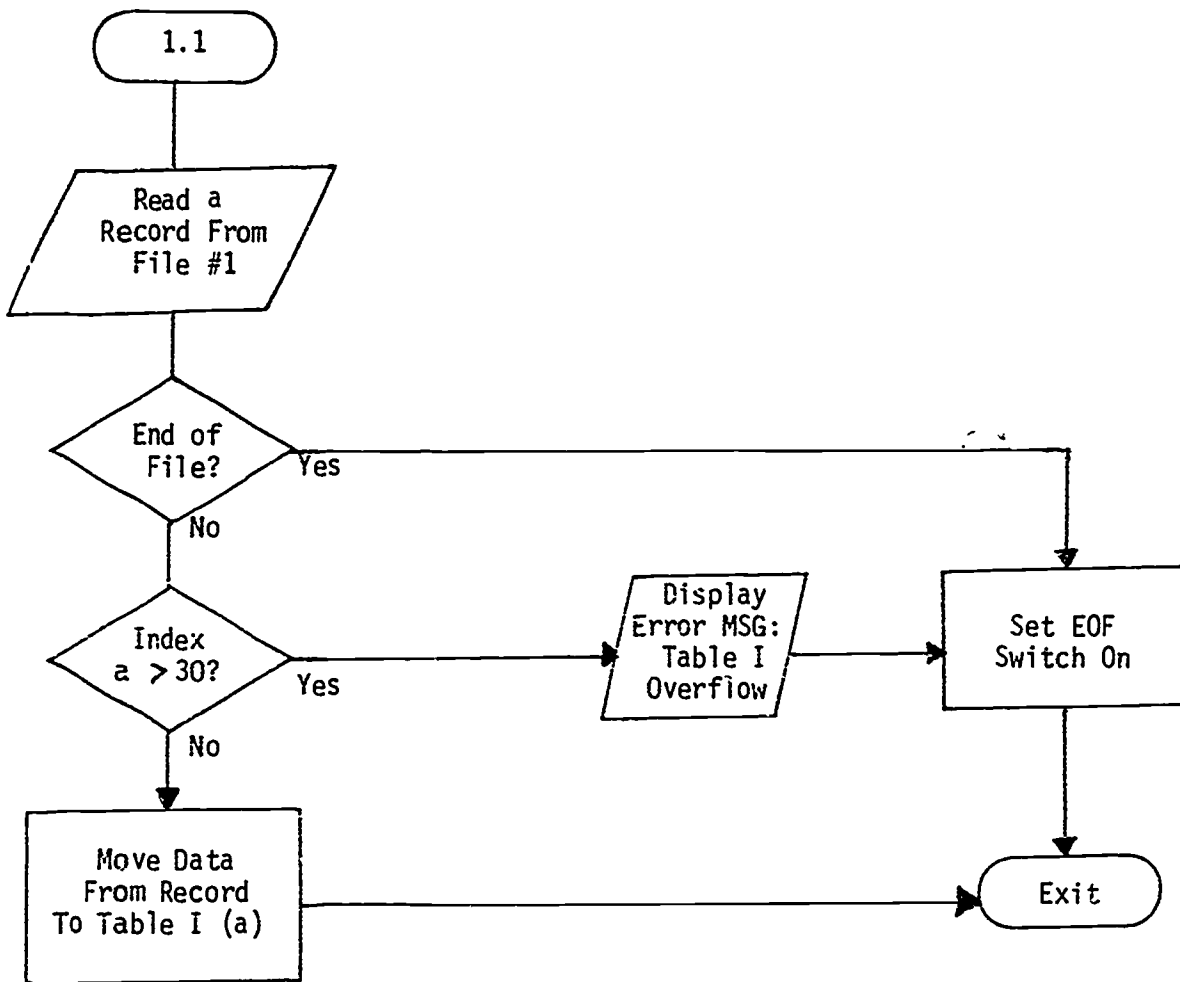 1.1
Read a
Record From
File #1
End of
File?
Yes
No
Index
a > 30?
Yes
No
Display
Error MSG:
Table I
Overflow
Set EOF
Switch On
Move Data
From Record
To Table I (a)
Exit